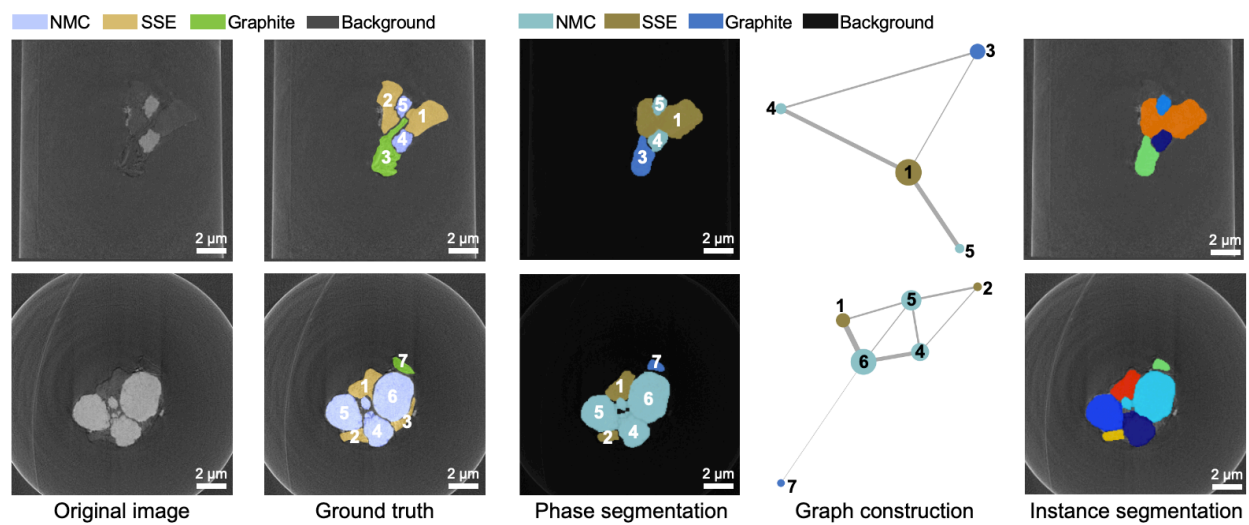 NMC SSE Graphite Background
NMC SSE Graphite Background
2 5 1 4 3
2 μm
2 μm
5 1 4 3
2 μm
3 4 1 5
2 μm
2 μm
7 1 6 5 3 4 2
2 μm
1 6 5 4 2
2 μm
2 5 1 4 6 7
2 μm
Original image
Ground truth
Phase segmentation
Graph construction
Instance segmentation